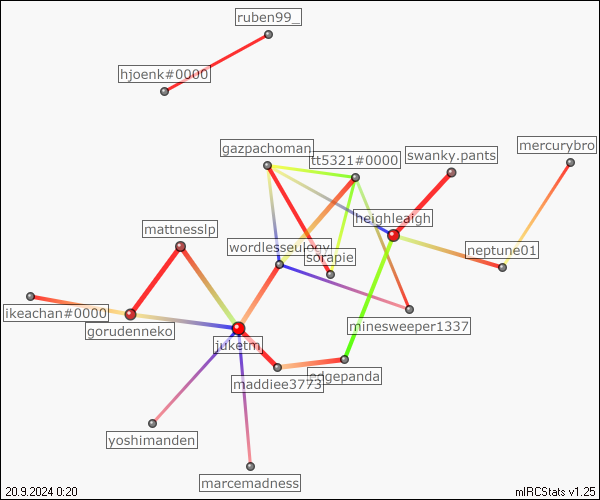 ruben99_
hjoenk#0000
mercurybro
gazpachoman
tt5321#0000
swanky.pants
heighleigh
mattnesslp
wordlesseulogy
sorapie
neptune01
ikeachan#0000
gorudenneko
minesweeper1337
juketm
edgepanda
maddiee3773
yoshimanden
marcemadness
20.9.2024 0:20
mIRCStats v1.25